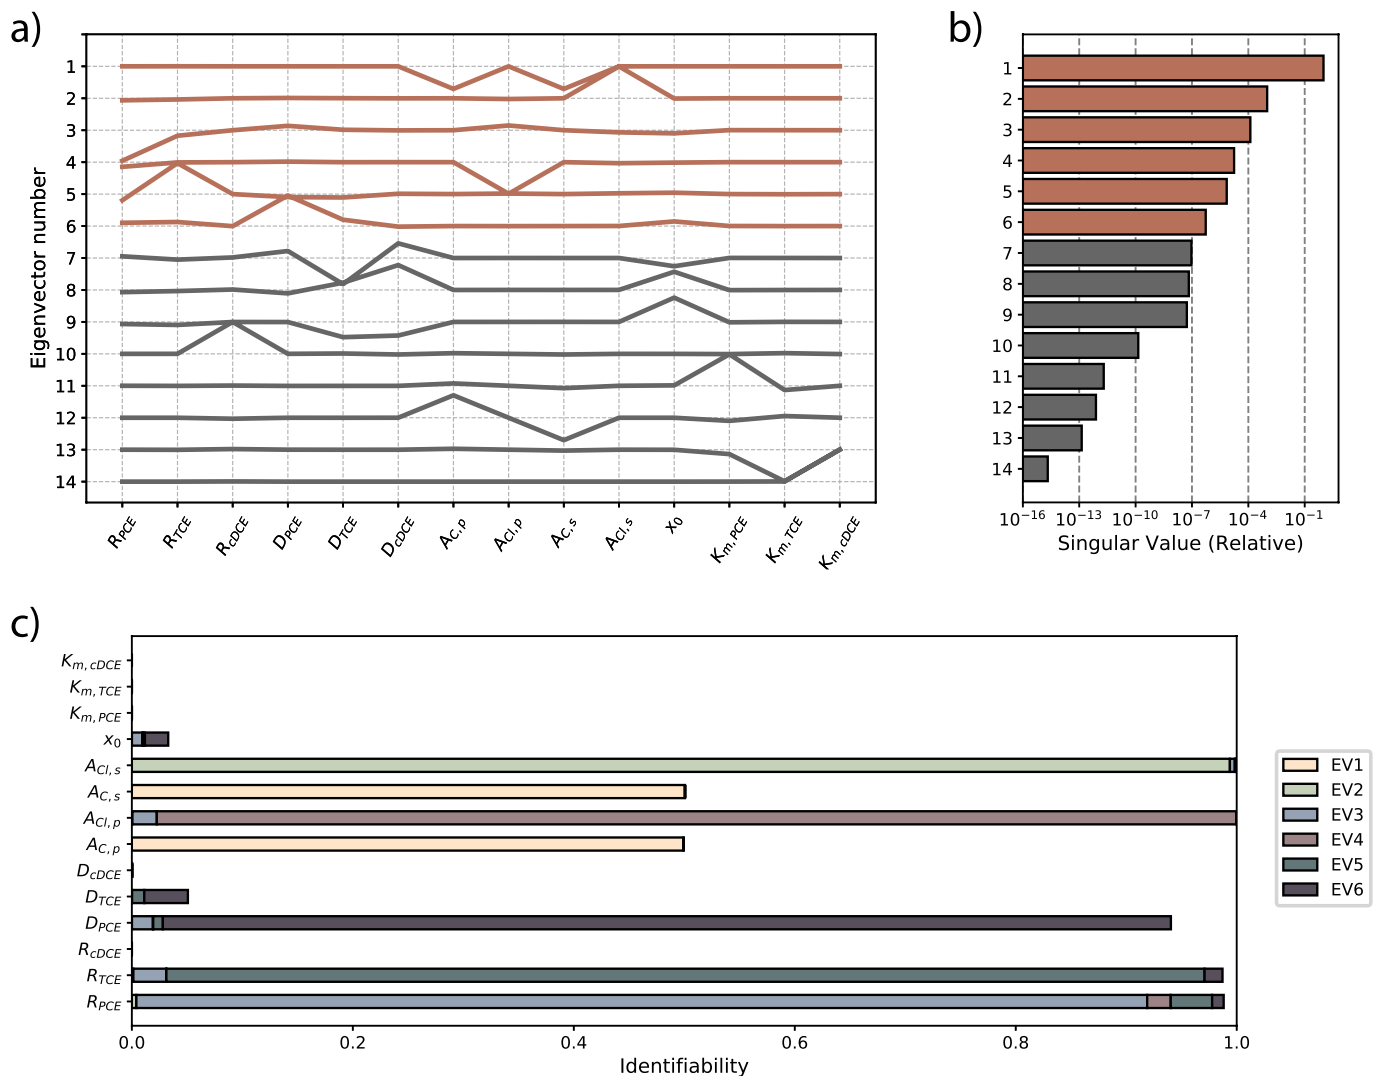 a)
Eigenvector number
1
2
3
4
5
6
7
8
9
10
11
12
13
14
R_PCE
R_TCE
R_cDCE
D_PCE
D_TCE
D_cDCE
A_C,p
A_Cl,p
A_C,s
A_Cl,s
x_0
K_m,PCE
K_m,TCE
K_m,cDCE
b)
1
2
3
4
5
6
7
8
9
10
11
12
13
14
10^−16 10^−13 10^−10 10^−7 10^−4 10^−1
Singular Value (Relative)
c)
K_m,cDCE
K_m,TCE
K_m,PCE
x_0
A_Cl,s
A_C,s
A_Cl,p
A_C,p
D_cDCE
D_TCE
D_PCE
R_cDCE
R_TCE
R_PCE
0.0 0.2 0.4 0.6 0.8 1.0
Identifiability
EV1
EV2
EV3
EV4
EV5
EV6